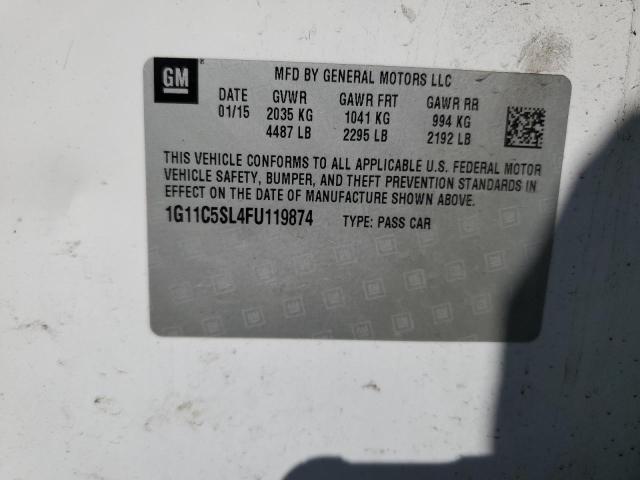 GM
MFD BY GENERAL MOTORS LLC
DATE GVWR GAWR FRT GAWR RR
01/15 2035 KG 1041 KG 994 KG
4487 LB 2295 LB 2192 LB
THIS VEHICLE CONFORMS TO ALL APPLICABLE U.S. FEDERAL MOTOR
VEHICLE SAFETY, BUMPER, AND THEFT PREVENTION STANDARDS IN
EFFECT ON THE DATE OF MANUFACTURE SHOWN ABOVE.
1G11C5SL4FU119874 TYPE: PASS CAR